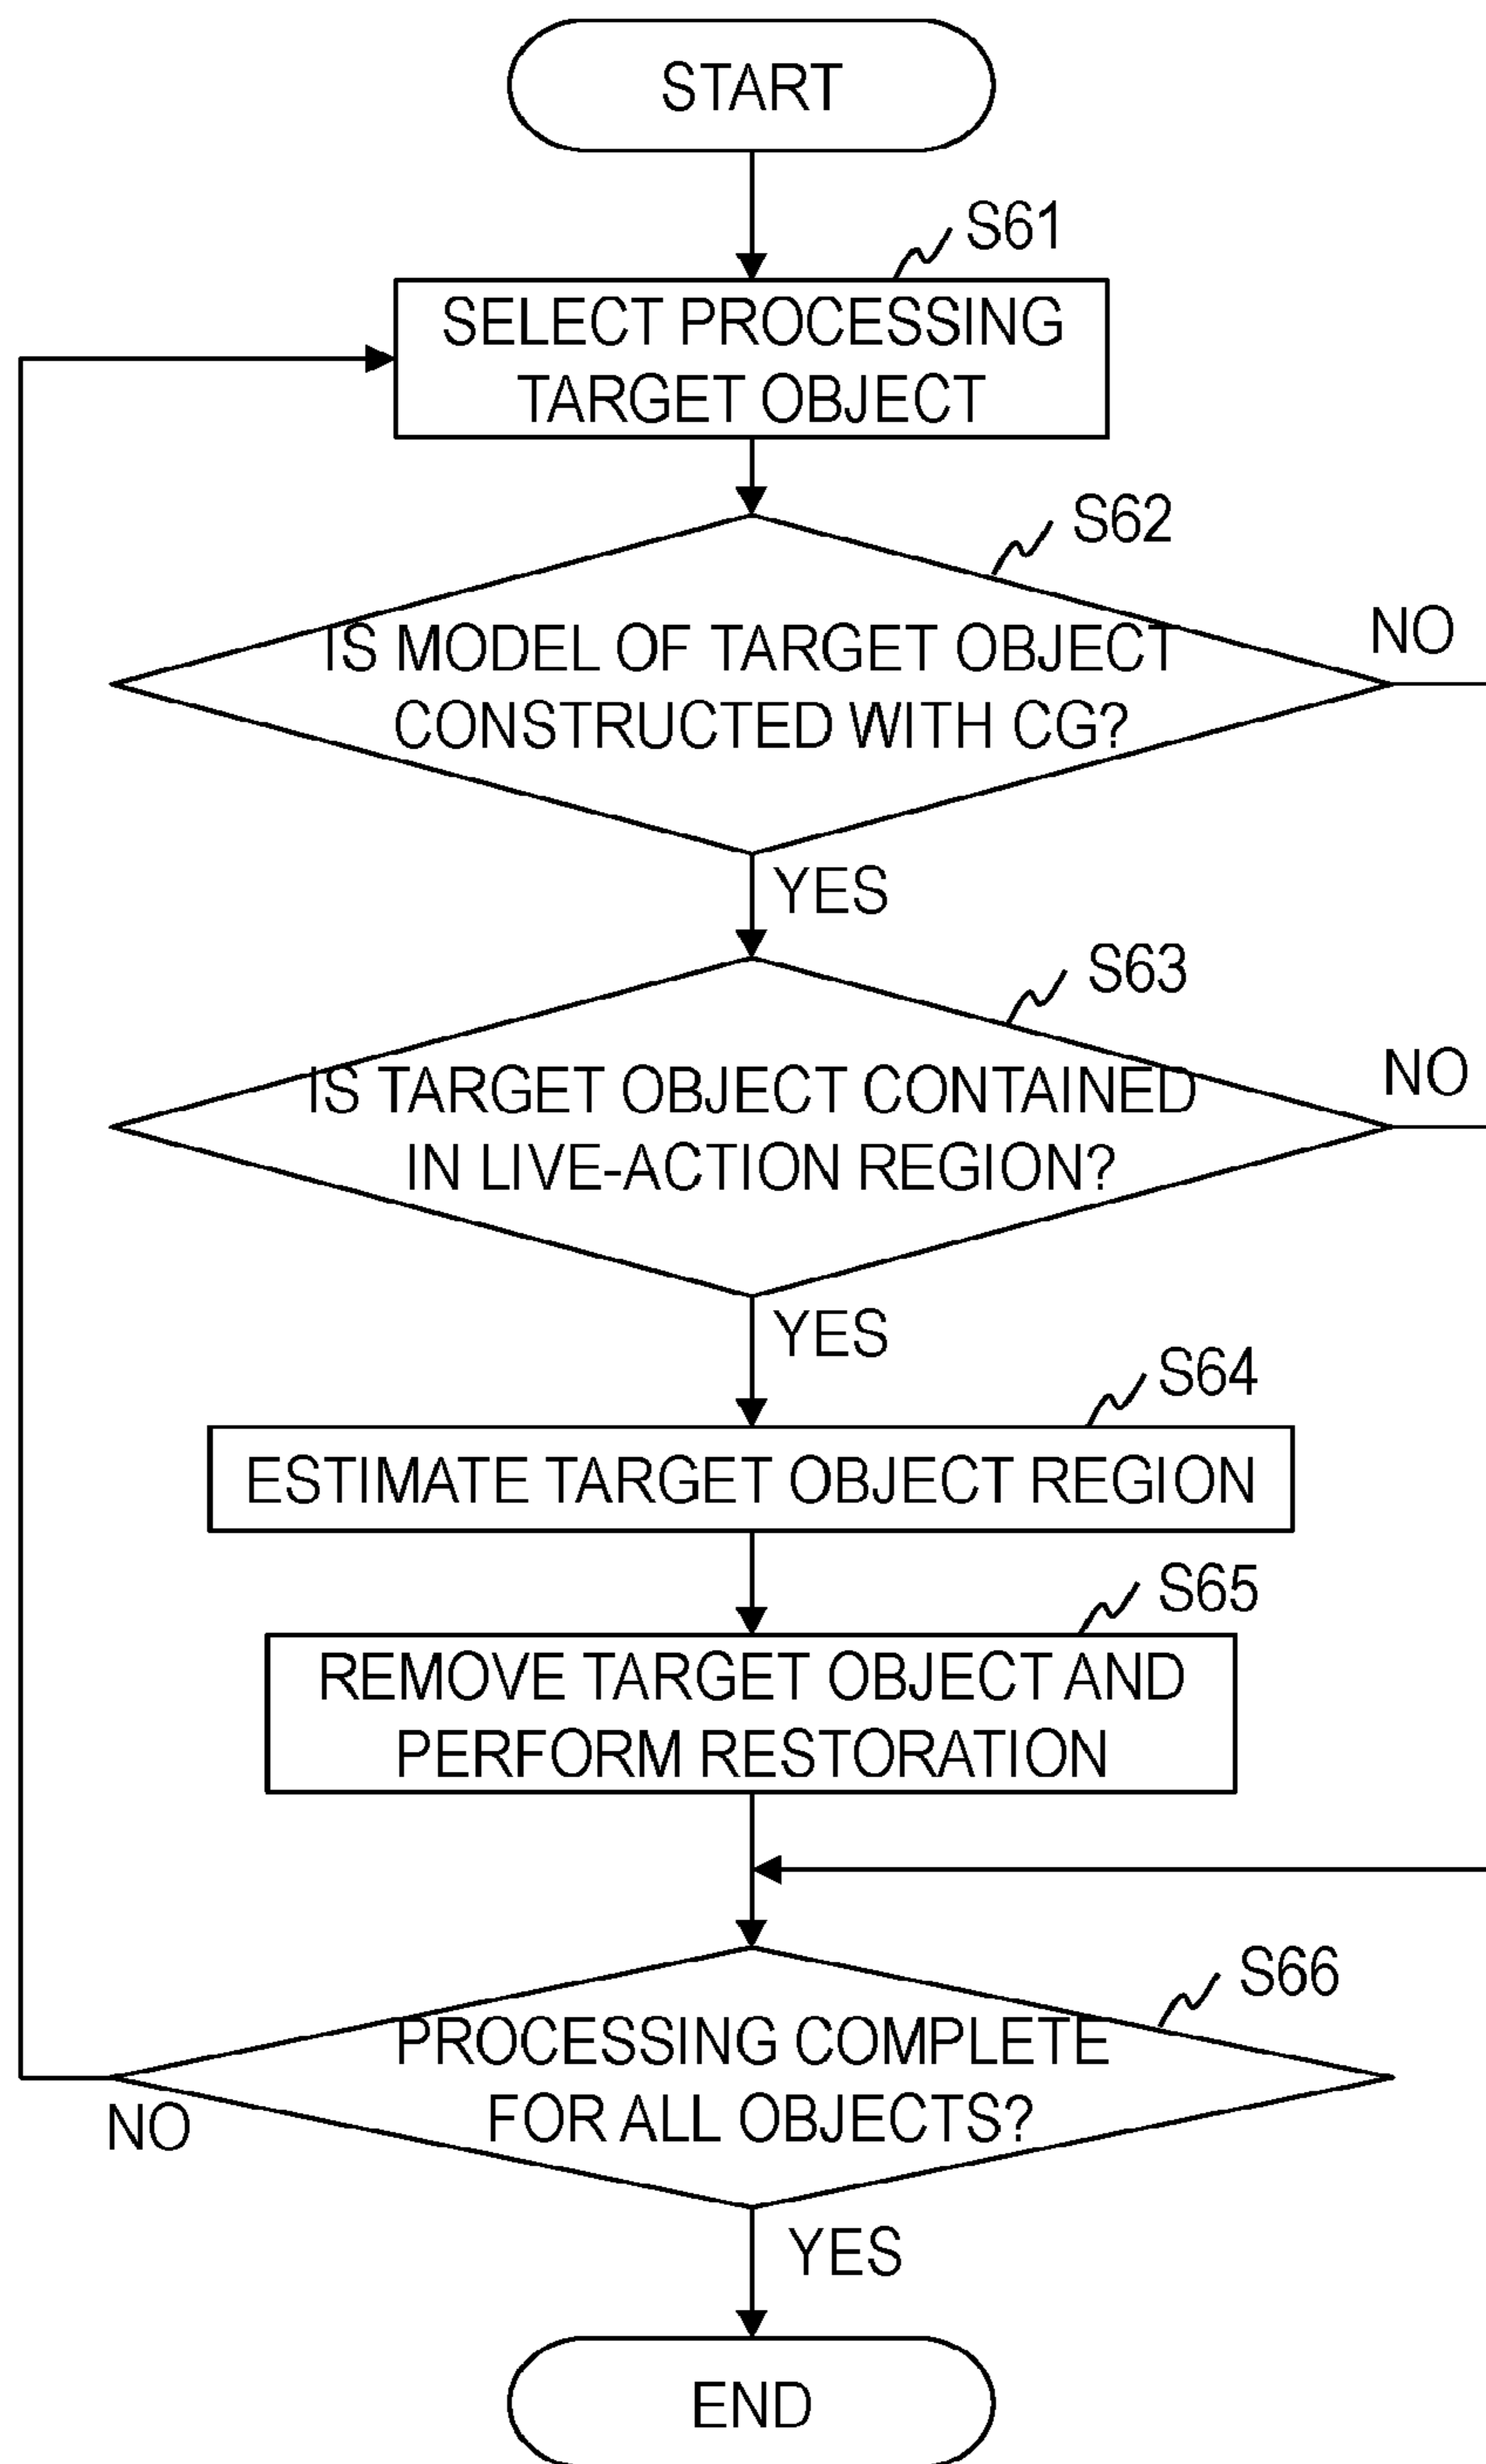 START
S61
SELECT PROCESSING
TARGET OBJECT
S62
IS MODEL OF TARGET OBJECT
CONSTRUCTED WITH CG?
NO
YES
S63
IS TARGET OBJECT CONTAINED
IN LIVE-ACTION REGION?
NO
YES
S64
ESTIMATE TARGET OBJECT REGION
S65
REMOVE TARGET OBJECT AND
PERFORM RESTORATION
S66
PROCESSING COMPLETE
FOR ALL OBJECTS?
NO
YES
END